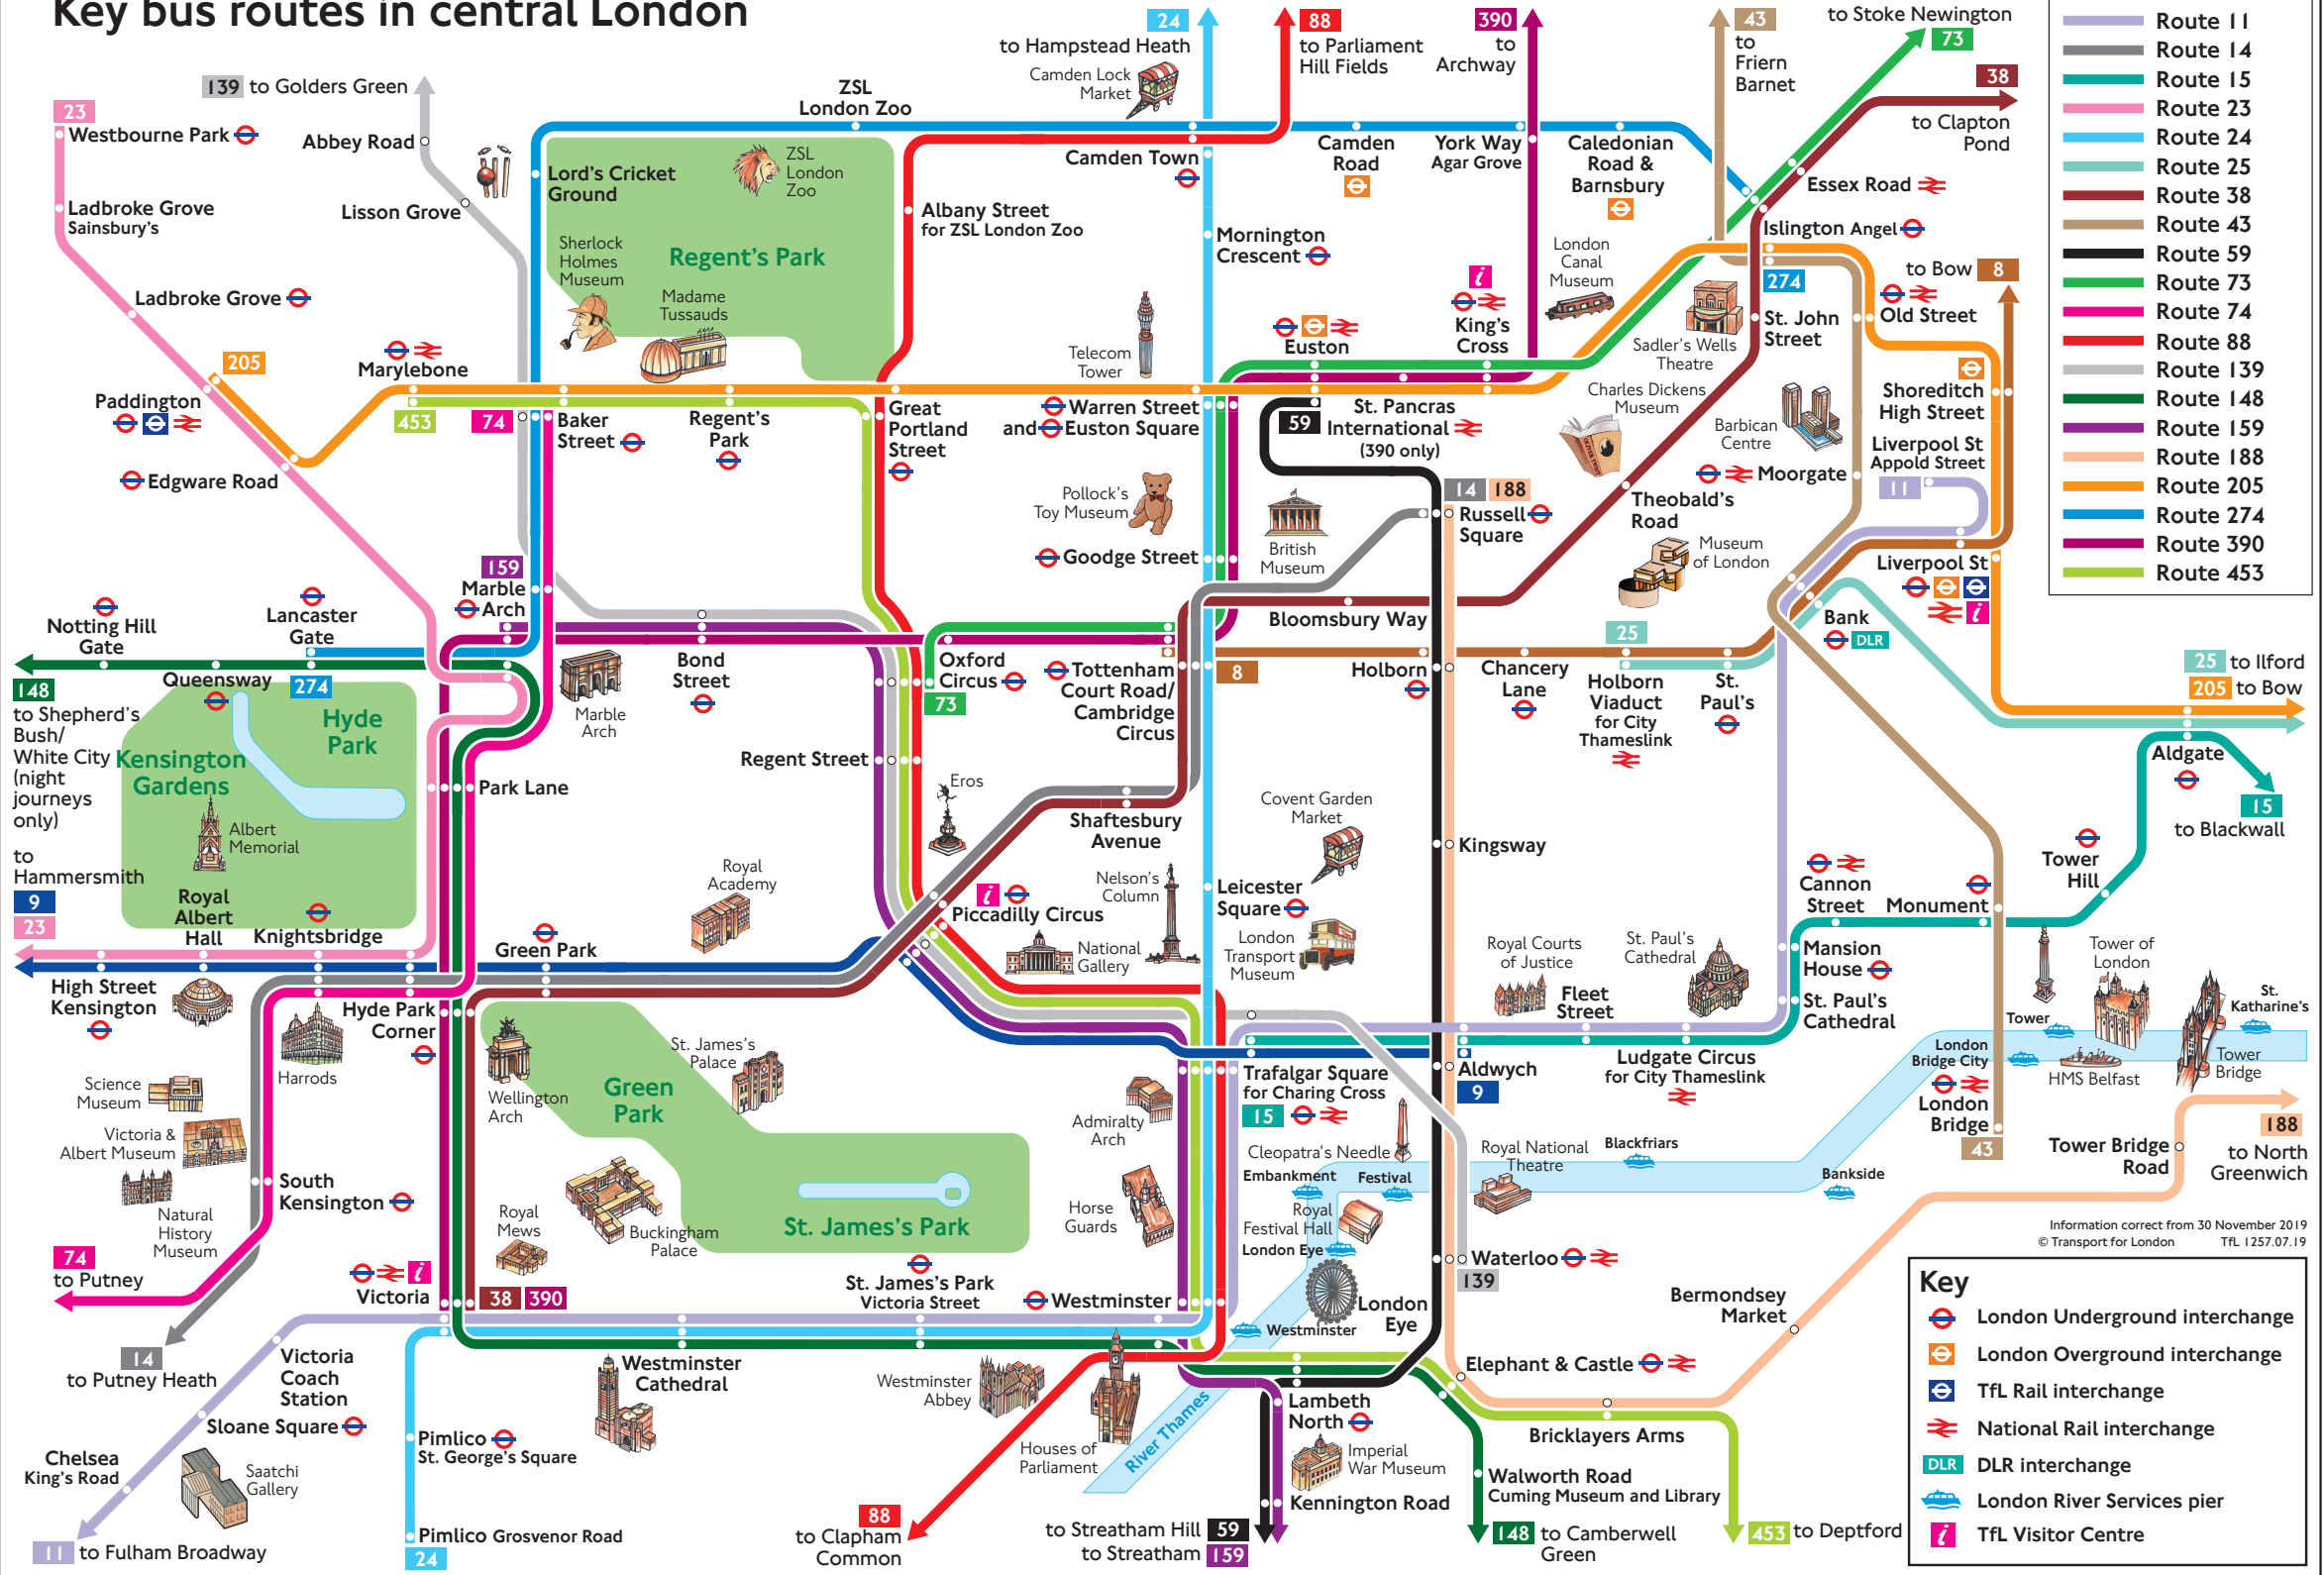 Key bus routes in central London
24
to Hampstead Heath
88
to Parliament
Hill Fields
390
to
Archway
43
to
Friern
Barnet
to Stoke Newington
73
38
to Clapton
Pond
Route 11
Route 14
Route 15
Route 23
Route 24
Route 25
Route 38
Route 43
Route 59
Route 73
Route 74
Route 88
Route 139
Route 148
Route 159
Route 188
Route 205
Route 274
Route 390
Route 453
139 to Golders Green
23
Westbourne Park
Abbey Road
Ladbroke Grove
Sainsbury's
Lisson Grove
Ladbroke Grove
205
Marylebone
Paddington
453
Edgware Road
ZSL
London Zoo
Lord's Cricket
Ground
ZSL
London
Zoo
Sherlock
Holmes
Museum
Regent's Park
Madame
Tussauds
Camden Lock
Market
Camden Town
Albany Street
for ZSL London Zoo
Mornington
Crescent
Camden
Road
York Way
Agar Grove
Caledonian
Road &
Barnsbury
Essex Road
Islington Angel
London
Canal
Museum
274
to Bow 8
Old Street
St. John
Street
Sadler's Wells
Theatre
King's
Cross
Euston
Telecom
Tower
Charles Dickens
Museum
Shoreditch
High Street
Barbican
Centre
Liverpool St
Appold Street
Moorgate
11
74
Baker
Street
Regent's
Park
Great
Portland
Street
Warren Street
and Euston Square
59
St. Pancras
International
(390 only)
Pollock's
Toy Museum
British
Museum
14 188
Russell
Square
Theobald's
Road
Museum
of London
Goodge Street
Liverpool St
Bank
DLR
159
Marble
Arch
Lancaster
Gate
Notting Hill
Gate
Queensway
274
148
to Shepherd's
Bush/
White City
(night
journeys
only)
Hyde
Park
Kensington
Gardens
Albert
Memorial
Royal
Albert
Hall
Knightsbridge
to
Hammersmith
9
23
Marble
Arch
Bond
Street
Oxford
Circus
73
Tottenham
Court Road/
Cambridge
Circus
8
Bloomsbury Way
Holborn
Chancery
Lane
25
Holborn
Viaduct
for City
Thameslink
St.
Paul's
25 to Ilford
205 to Bow
Aldgate
15
to Blackwall
Regent Street
Park Lane
Eros
Shaftesbury
Avenue
Covent Garden
Market
Kingsway
Royal
Academy
Nelson's
Column
Leicester
Square
Piccadilly Circus
National
Gallery
London
Transport
Museum
Green Park
Royal Courts
of Justice
St. Paul's
Cathedral
Fleet
Street
Cannon
Street
Monument
Tower
Hill
Mansion
House
St. Paul's
Cathedral
Tower of
London
St.
Katharine's
Tower
London
Bridge City
HMS Belfast
Tower
Bridge
High Street
Kensington
Harrods
Hyde Park
Corner
Wellington
Arch
St. James's
Palace
Green
Park
Science
Museum
Victoria &
Albert Museum
Natural
History
Museum
South
Kensington
74
to Putney
14
to Putney Heath
Admiralty
Arch
Trafalgar Square
for Charing Cross
15
Aldwych
9
Ludgate Circus
for City Thameslink
London
Bridge
43
Tower Bridge
Road
188
to North
Greenwich
Cleopatra's Needle
Embankment
Festival
Royal National
Theatre
Blackfriars
Bankside
Royal
Festival Hall
London Eye
Horse
Guards
Royal
Mews
Buckingham
Palace
St. James's Park
Victoria
38 390
St. James's Park
Victoria Street
Westminster
Waterloo
139
London
Eye
Westminster
Bermondsey
Market
Information correct from 30 November 2019
© Transport for London TfL 1257.07.19
Victoria
Coach
Station
Sloane Square
Chelsea
King's Road
Saatchi
Gallery
11 to Fulham Broadway
Pimlico
St. George's Square
Pimlico Grosvenor Road
24
Westminster
Cathedral
Westminster
Abbey
Houses of
Parliament
River Thames
88
to Clapham
Common
Lambeth
North
Imperial
War Museum
Kennington Road
to Streatham Hill 59
to Streatham 159
Elephant & Castle
Bricklayers Arms
Walworth Road
Cuming Museum and Library
148 to Camberwell
Green
453 to Deptford
Key
London Underground interchange
London Overground interchange
TfL Rail interchange
National Rail interchange
DLR DLR interchange
London River Services pier
i TfL Visitor Centre